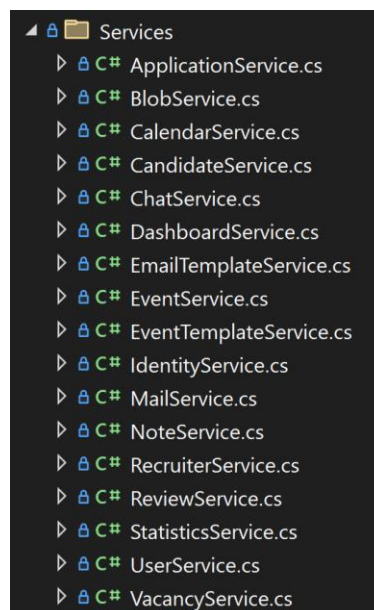 Services
C# ApplicationService.cs
C# BlobService.cs
C# CalendarService.cs
C# CandidateService.cs
C# ChatService.cs
C# DashboardService.cs
C# EmailTemplateService.cs
C# EventService.cs
C# EventTemplateService.cs
C# IdentityService.cs
C# MailService.cs
C# NoteService.cs
C# RecruiterService.cs
C# ReviewService.cs
C# StatisticsService.cs
C# UserService.cs
C# VacancyService.cs